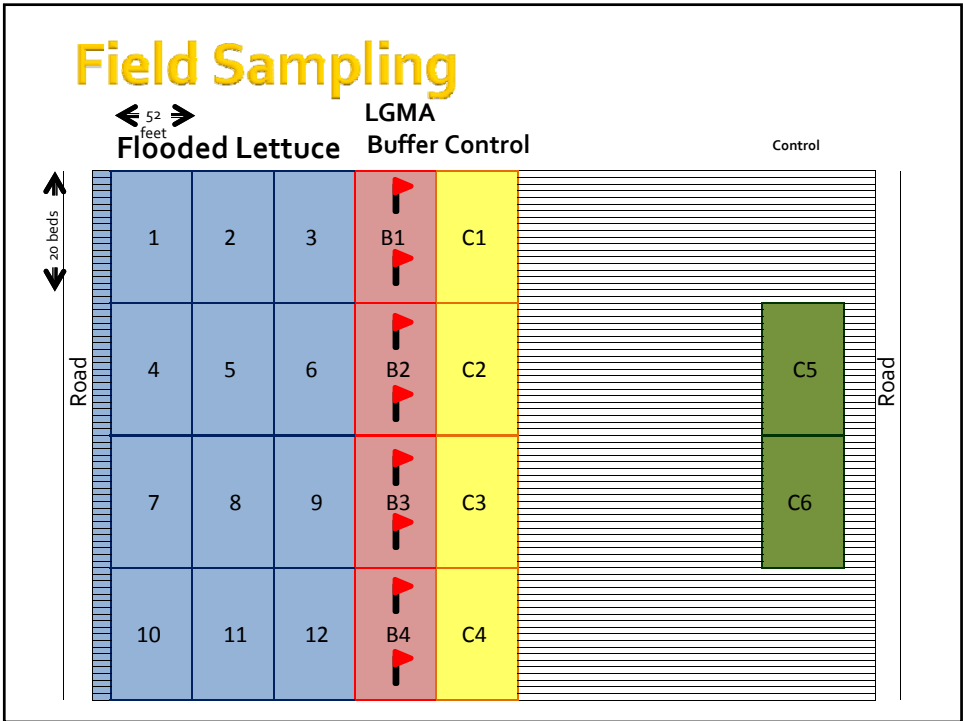 Field Sampling
52
feet
LGMA
Flooded Lettuce Buffer Control Control
20 beds
1 2 3 B1 C1
Road
4 5 6 B2 C2 C5
Road
7 8 9 B3 C3 C6
10 11 12 B4 C4